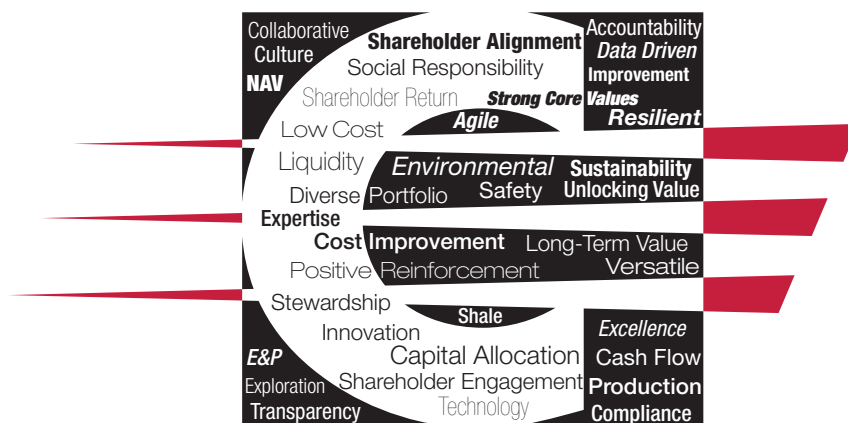 Collaborative
Culture
NAV
Shareholder Alignment
Social Responsibility
Shareholder Return
Strong Core Values
Accountability
Data Driven
Improvement
Resilient
Low Cost
Agile
Liquidity
Environmental
Sustainability
Diverse Portfolio
Safety
Unlocking Value
Expertise
Cost Improvement
Long-Term Value
Positive Reinforcement
Versatile
Stewardship
Shale
Innovation
Excellence
E&P
Capital Allocation
Cash Flow
Exploration
Shareholder Engagement
Production
Transparency
Technology
Compliance